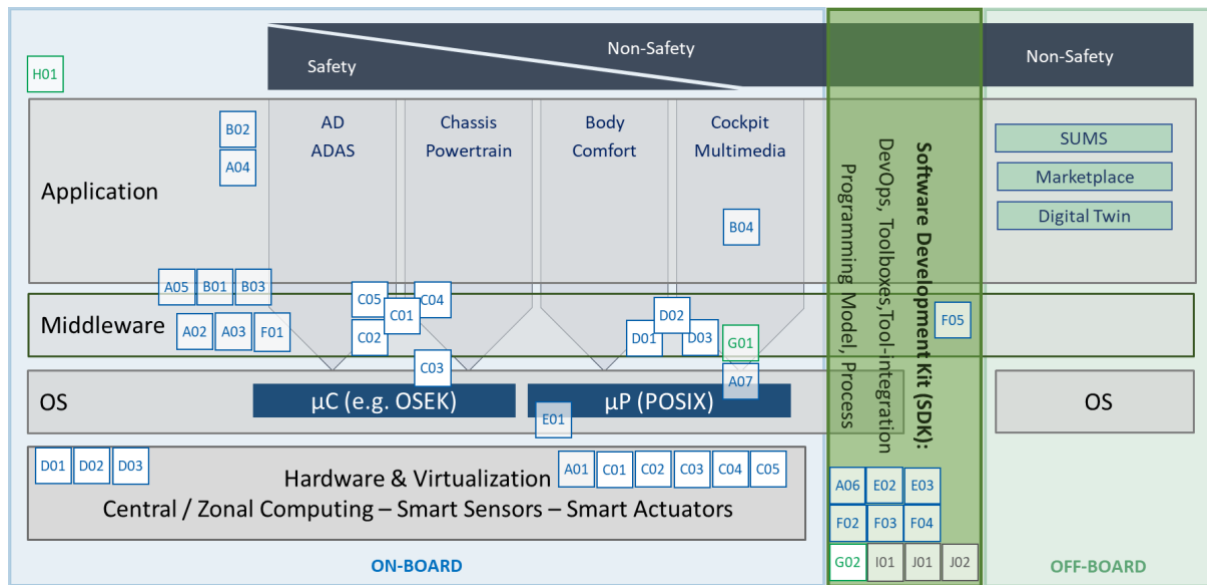 Non-Safety
Safety
Non-Safety
H01
AD
ADAS
Chassis
Powertrain
Body
Comfort
Cockpit
Multimedia
B02
A04
Application
B04
SUMS
Marketplace
Digital Twin
Software Development Kit (SDK):
DevOps, Toolboxes,Tool-integration
Programming Model, Process
A05 B01 B03
C05 C04
C01
Middleware
A02 A03 F01
C02
D02
D01 D03 G01
F05
C03
A07
OS
μC (e.g. OSEK)
μP (POSIX)
E01
OS
D01 D02 D03
Hardware & Virtualization
A01 C01 C02 C03 C04 C05
Central / Zonal Computing – Smart Sensors – Smart Actuators
A06 E02 E03
F02 F03 F04
G02 I01 J01 J02
ON-BOARD
OFF-BOARD